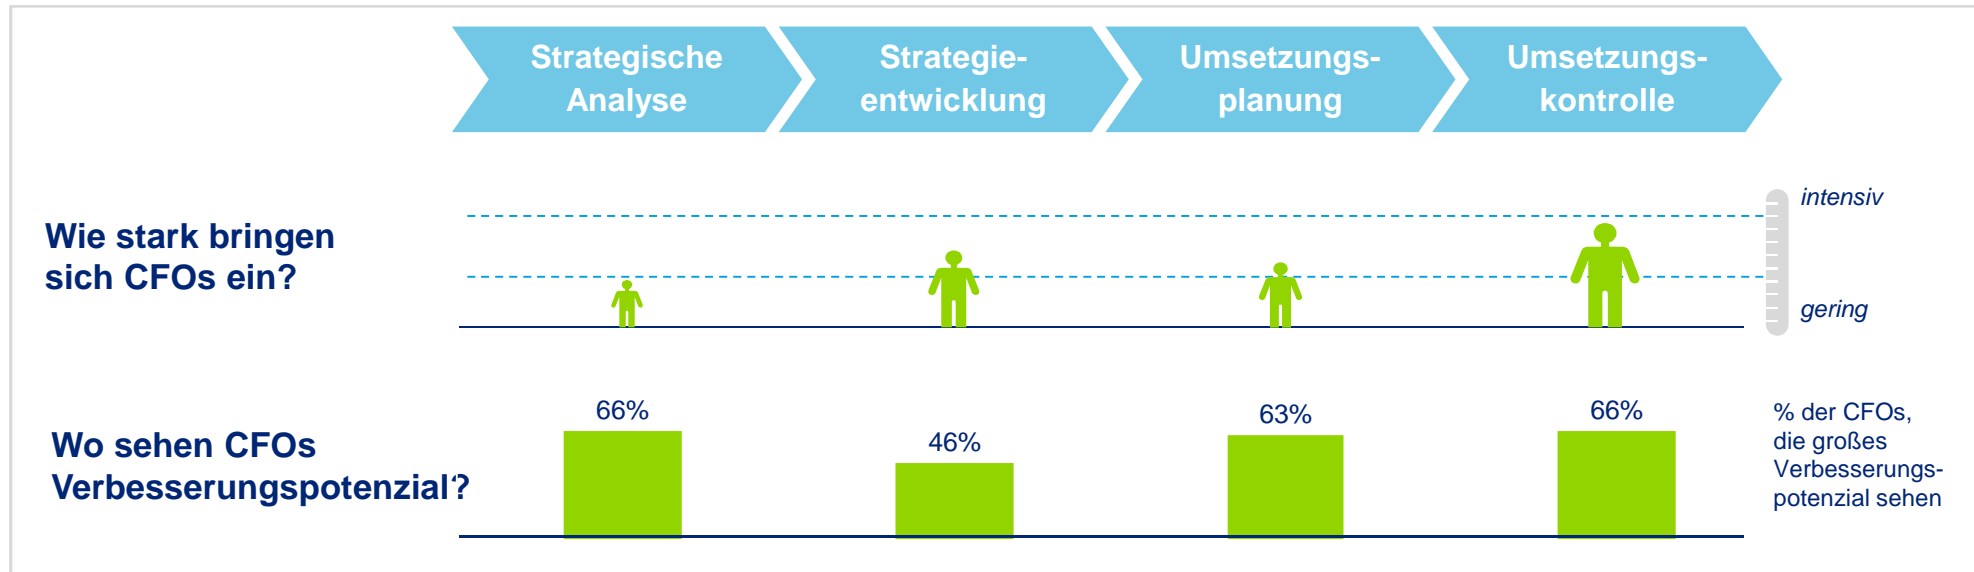 Strategische
Analyse
Strategie-
entwicklung
Umsetzungs-
planung
Umsetzungs-
kontrolle
Wie stark bringen
sich CFOs ein?
intensiv
gering
Wo sehen CFOs
Verbesserungspotenzial?
66%
46%
63%
66%
% der CFOs,
die großes
Verbesserungs-
potenzial sehen